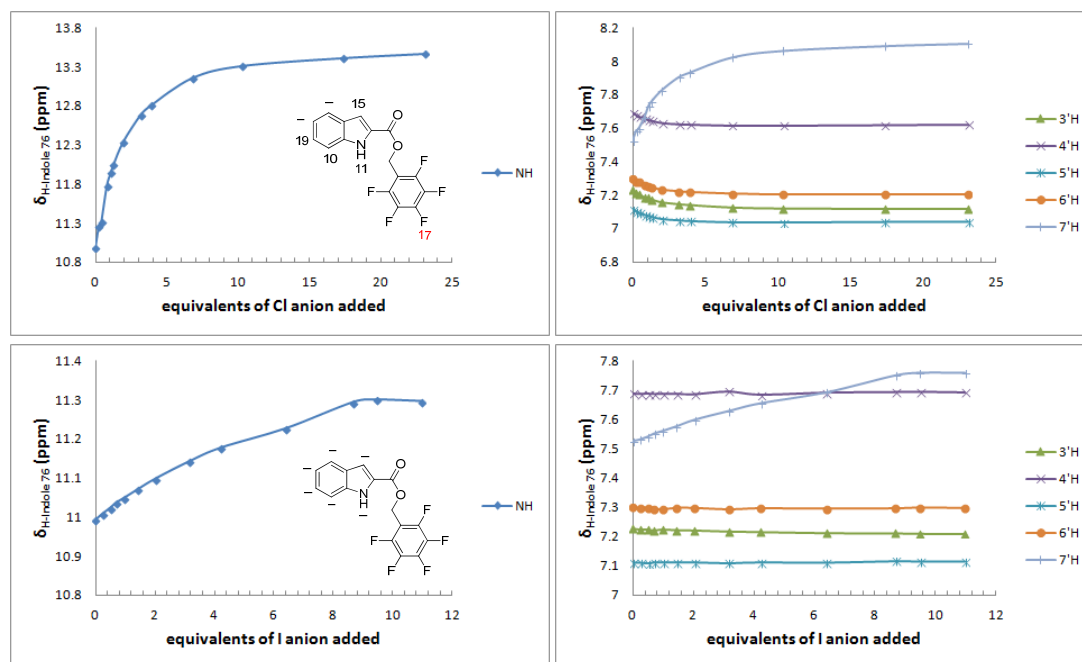 13.8
13.3
12.8
12.3
11.8
11.3
10.8
δH-Indole 76 (ppm)
0 5 10 15 20 25
equivalents of Cl anion added
NH
–
–
15
O
19
10
N
H
11
O
F
F F
F F
17
8.2
8
7.8
7.6
7.4
7.2
7
6.8
δH-Indole 76 (ppm)
0 5 10 15 20 25
equivalents of Cl anion added
3'H
4'H
5'H
6'H
7'H
11.4
11.3
11.2
11.1
11
10.9
10.8
δH-Indole 76 (ppm)
0 2 4 6 8 10 12
equivalents of I anion added
NH
–
–
–
O
–
–
N
H
–
O
F
F F
F F
7.8
7.7
7.6
7.5
7.4
7.3
7.2
7.1
7
δH-Indole 76 (ppm)
0 2 4 6 8 10 12
equivalents of I anion added
3'H
4'H
5'H
6'H
7'H